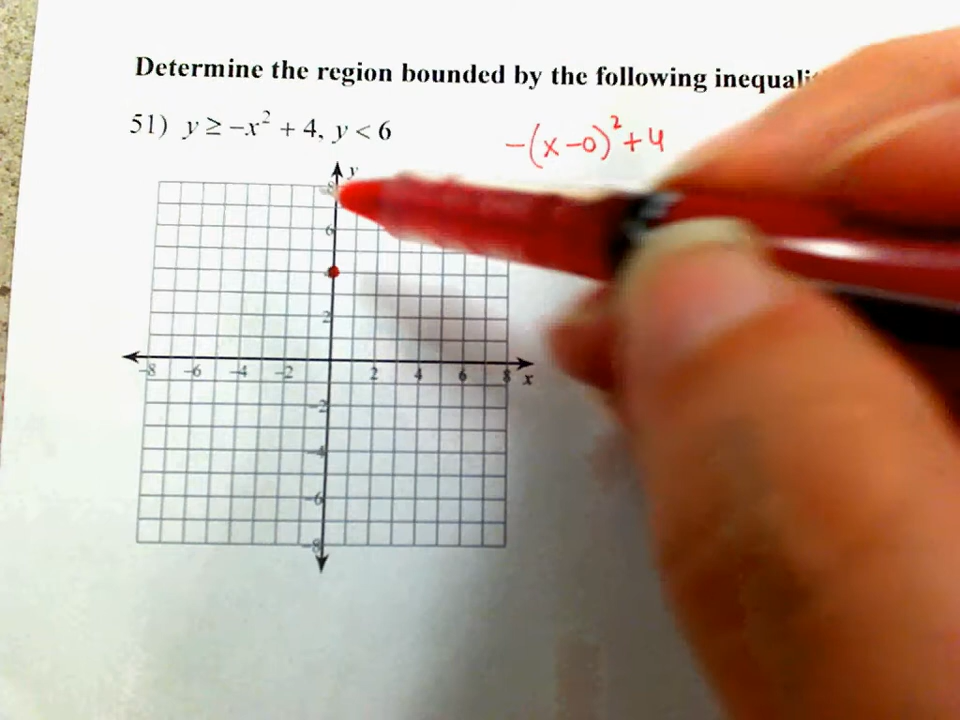 Determine the region bounded by the following
51) y ≥ −x² + 4, y < 6
-(x-0)²+4
y
8
6
2
-8 -6 -4 -2 2 4 6 8 x
-2
-4
-6
-8